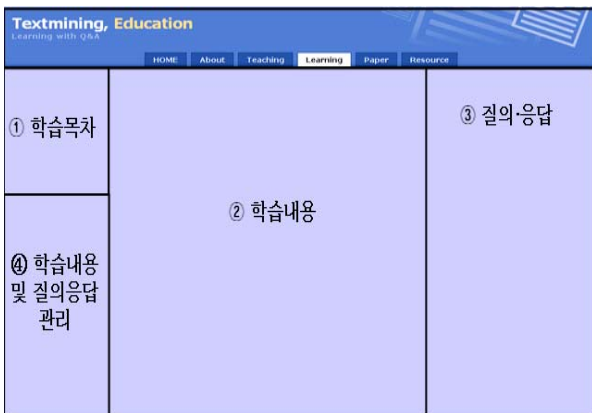 Textmining, Education
Learning with Q&A
HOME About Teaching Learning Paper Resource
① 학습목차
② 학습내용
③ 질의·응답
④ 학습내용
및 질의응답
관리